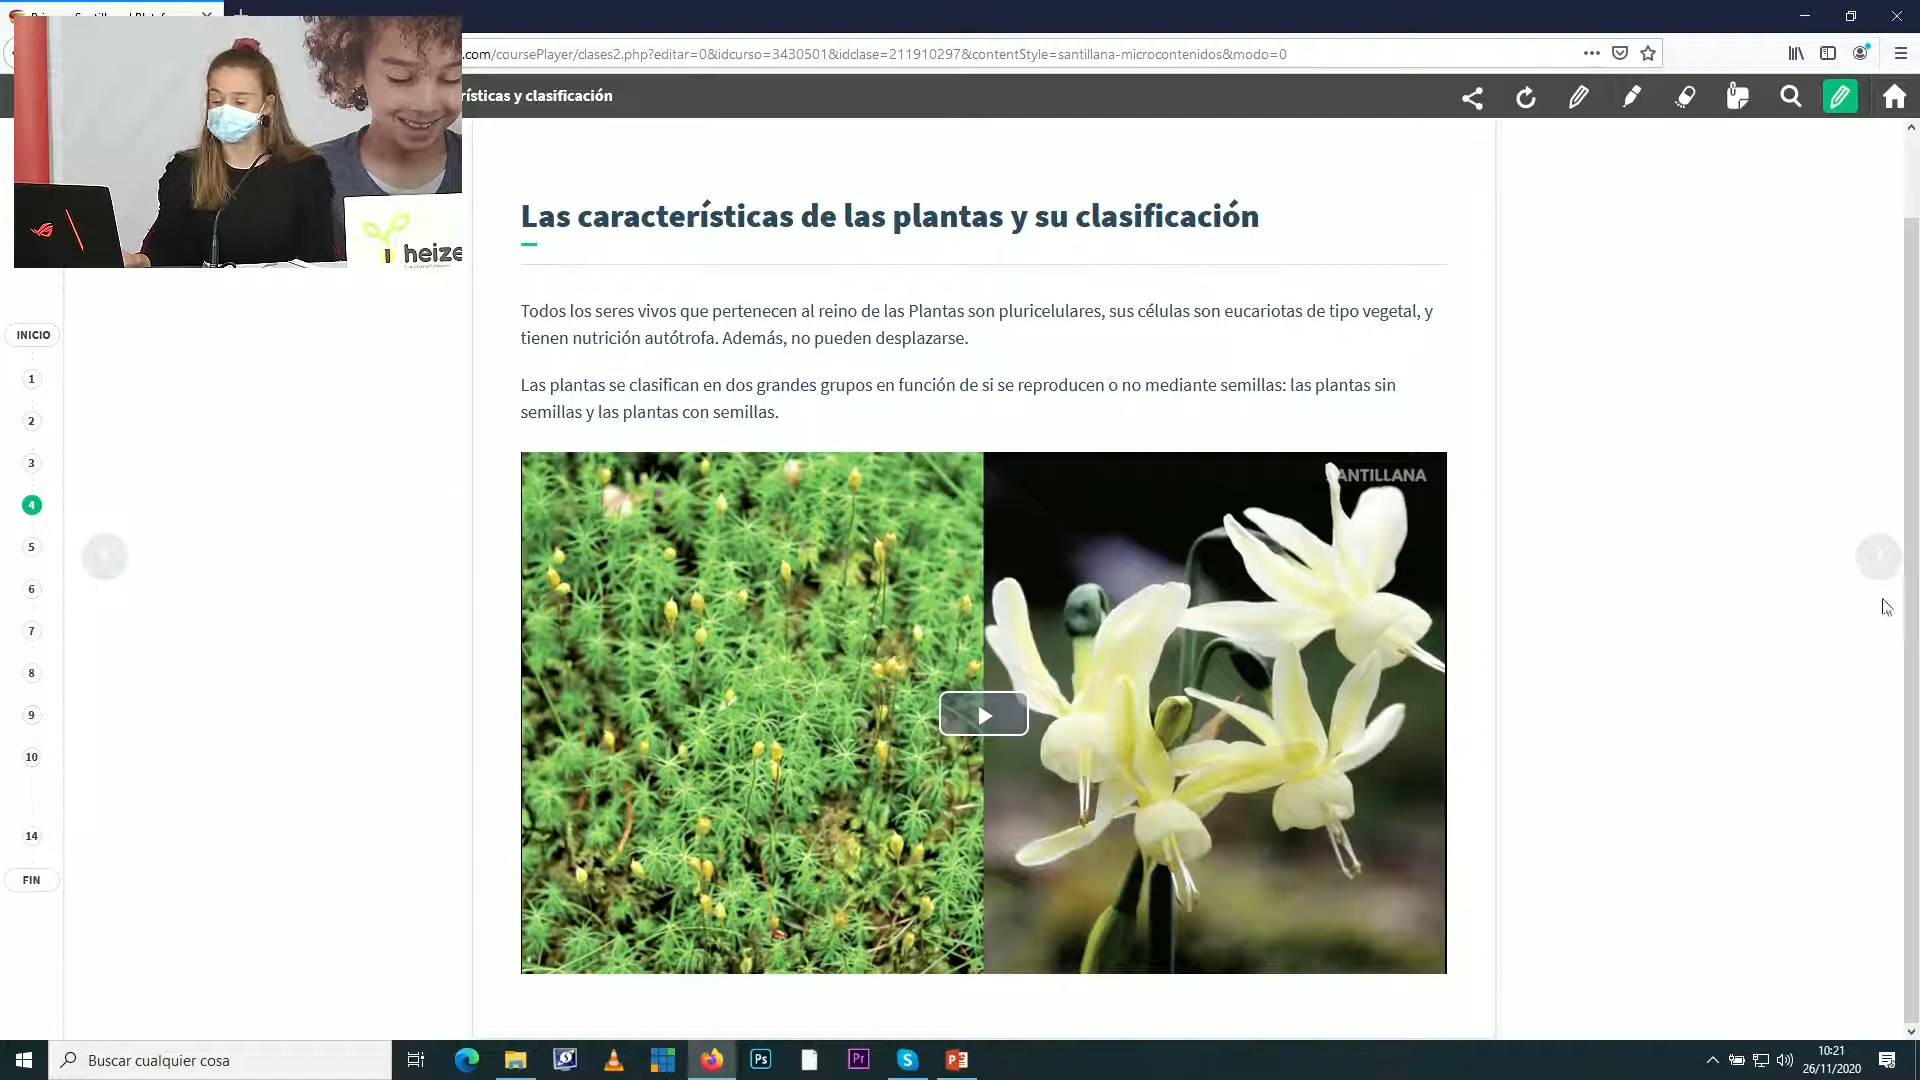 .com/coursePlayer/clases2.php?editar=0&idcurso=3430501&idclase=211910297&contentStyle=santillana-microcontenidos&modo=0
rísticas y clasificación
heize
Las características de las plantas y su clasificación
Todos los seres vivos que pertenecen al reino de las Plantas son pluricelulares, sus células son eucariotas de tipo vegetal, y
tienen nutrición autótrofa. Además, no pueden desplazarse.
Las plantas se clasifican en dos grandes grupos en función de si se reproducen o no mediante semillas: las plantas sin
semillas y las plantas con semillas.
SANTILLANA
INICIO
1
2
3
4
5
6
7
8
9
10
14
FIN
Buscar cualquier cosa
Ps
Pr
S
10:21
26/11/2020